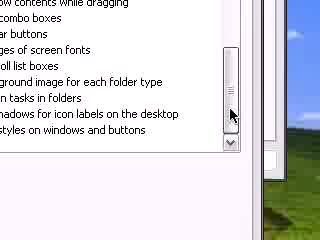 ow contents while dragging
combo boxes
ar buttons
ges of screen fonts
oll list boxes
ground image for each folder type
n tasks in folders
hadows for icon labels on the desktop
styles on windows and buttons